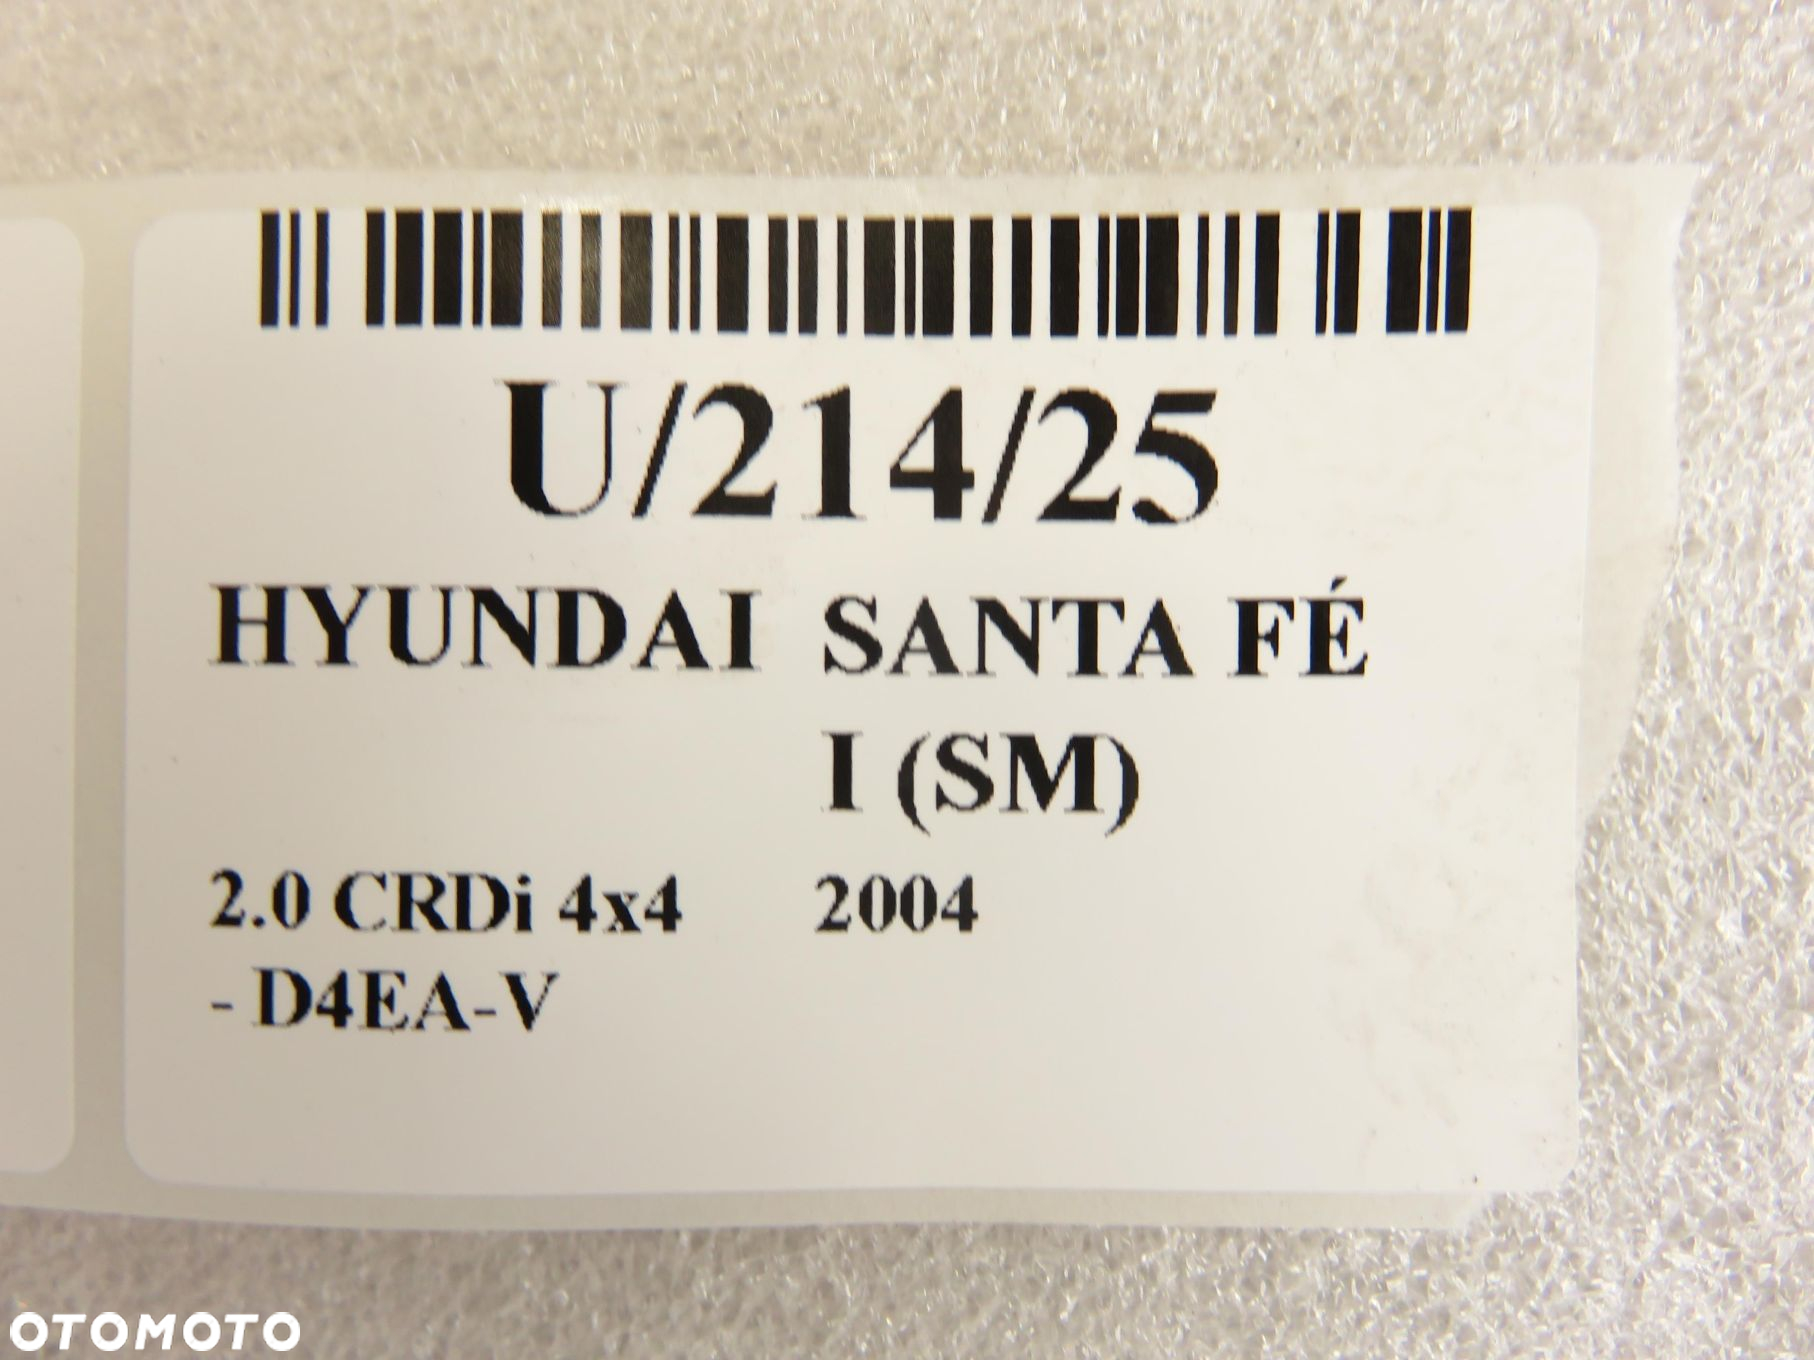 U/214/25
HYUNDAI SANTA FÉ
I (SM)
2.0 CRDi 4x4 2004
- D4EA-V
OTOMOTO